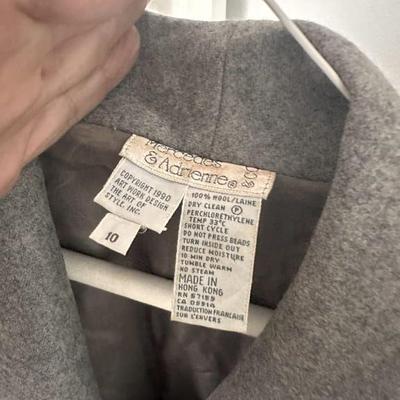 Mercedes
& Adrienne®
COPYRIGHT 1990
ART WORK DESIGN
THE ART OF
STYLE, INC.
10
100% WOOL/LAINE
DRY CLEAN Ⓟ
PERCHLORETHYLENE
TEMP 33°C
SHORT CYCLE
DO NOT PRESS BEADS
TURN INSIDE OUT
REDUCE MOISTURE
10 MIN DRY
TUMBLE WARM
NO STEAM
MADE IN
HONG KONG
RN 67189
CA 05914
TRADUCTION FRANCAISE
SUR L'ENVERS